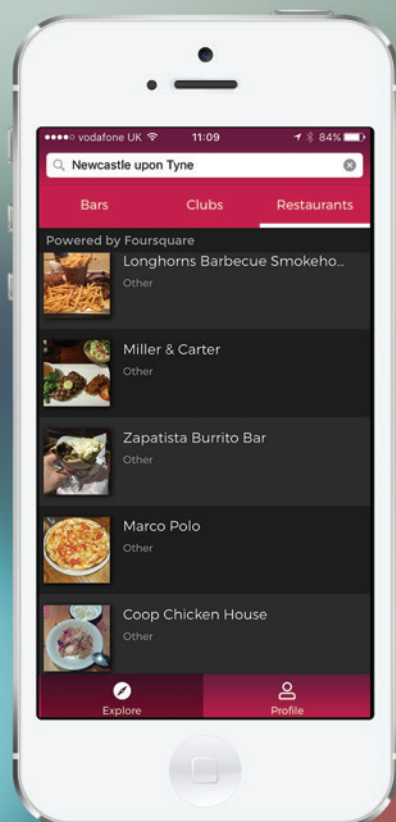 vodafone UK 11:09 84%
Newcastle upon Tyne
Bars Clubs Restaurants
Powered by Foursquare
Longhorns Barbecue Smokeho...
Other
Miller & Carter
Other
Zapatista Burrito Bar
Other
Marco Polo
Other
Coop Chicken House
Other
Explore Profile